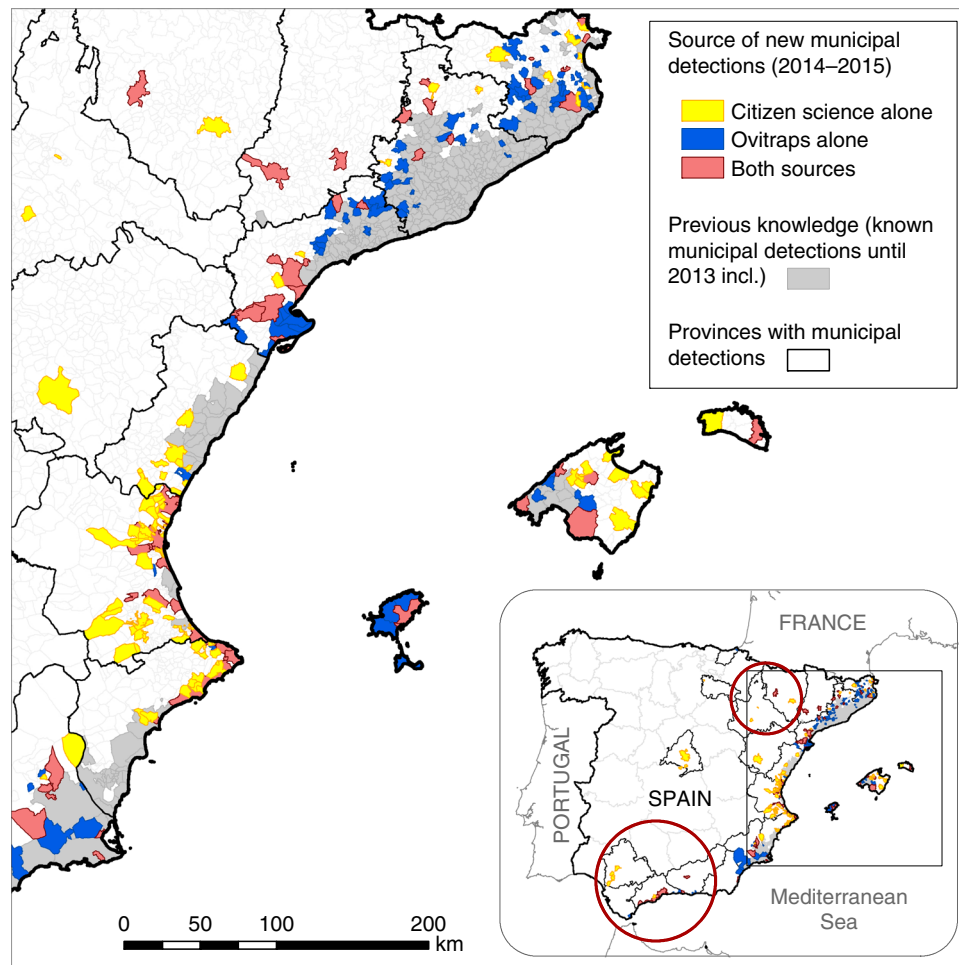 Source of new municipal
detections (2014–2015)
Citizen science alone
Ovitraps alone
Both sources
Previous knowledge (known
municipal detections until
2013 incl.)
Provinces with municipal
detections
FRANCE
PORTUGAL
SPAIN
Mediterranean
Sea
0 50 100 200
km